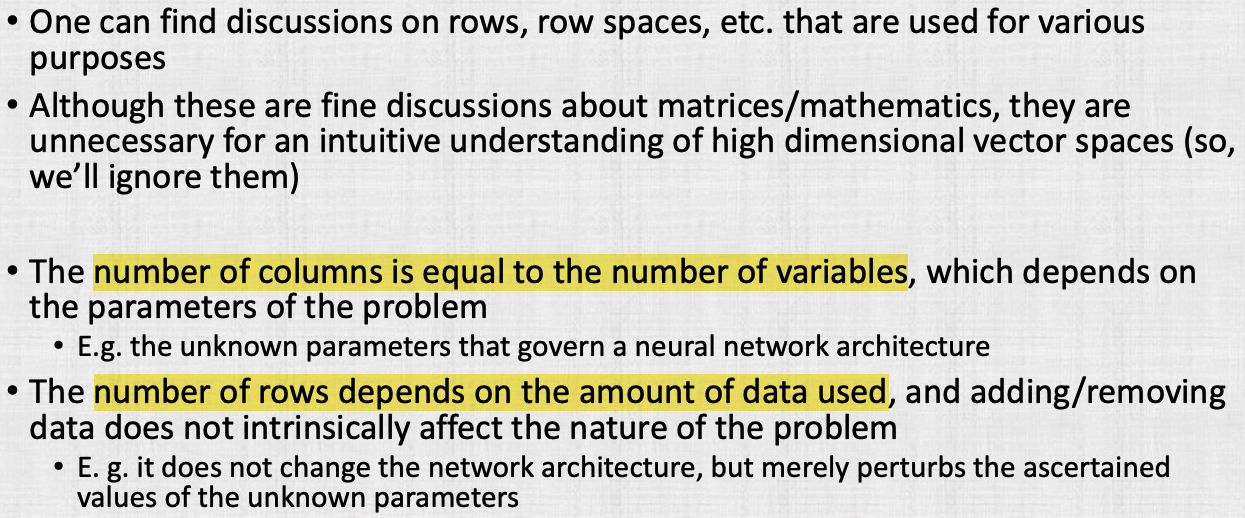 • One can find discussions on rows, row spaces, etc. that are used for various
purposes
• Although these are fine discussions about matrices/mathematics, they are
unnecessary for an intuitive understanding of high dimensional vector spaces (so,
we’ll ignore them)
• The number of columns is equal to the number of variables, which depends on
the parameters of the problem
• E.g. the unknown parameters that govern a neural network architecture
• The number of rows depends on the amount of data used, and adding/removing
data does not intrinsically affect the nature of the problem
• E. g. it does not change the network architecture, but merely perturbs the ascertained
values of the unknown parameters